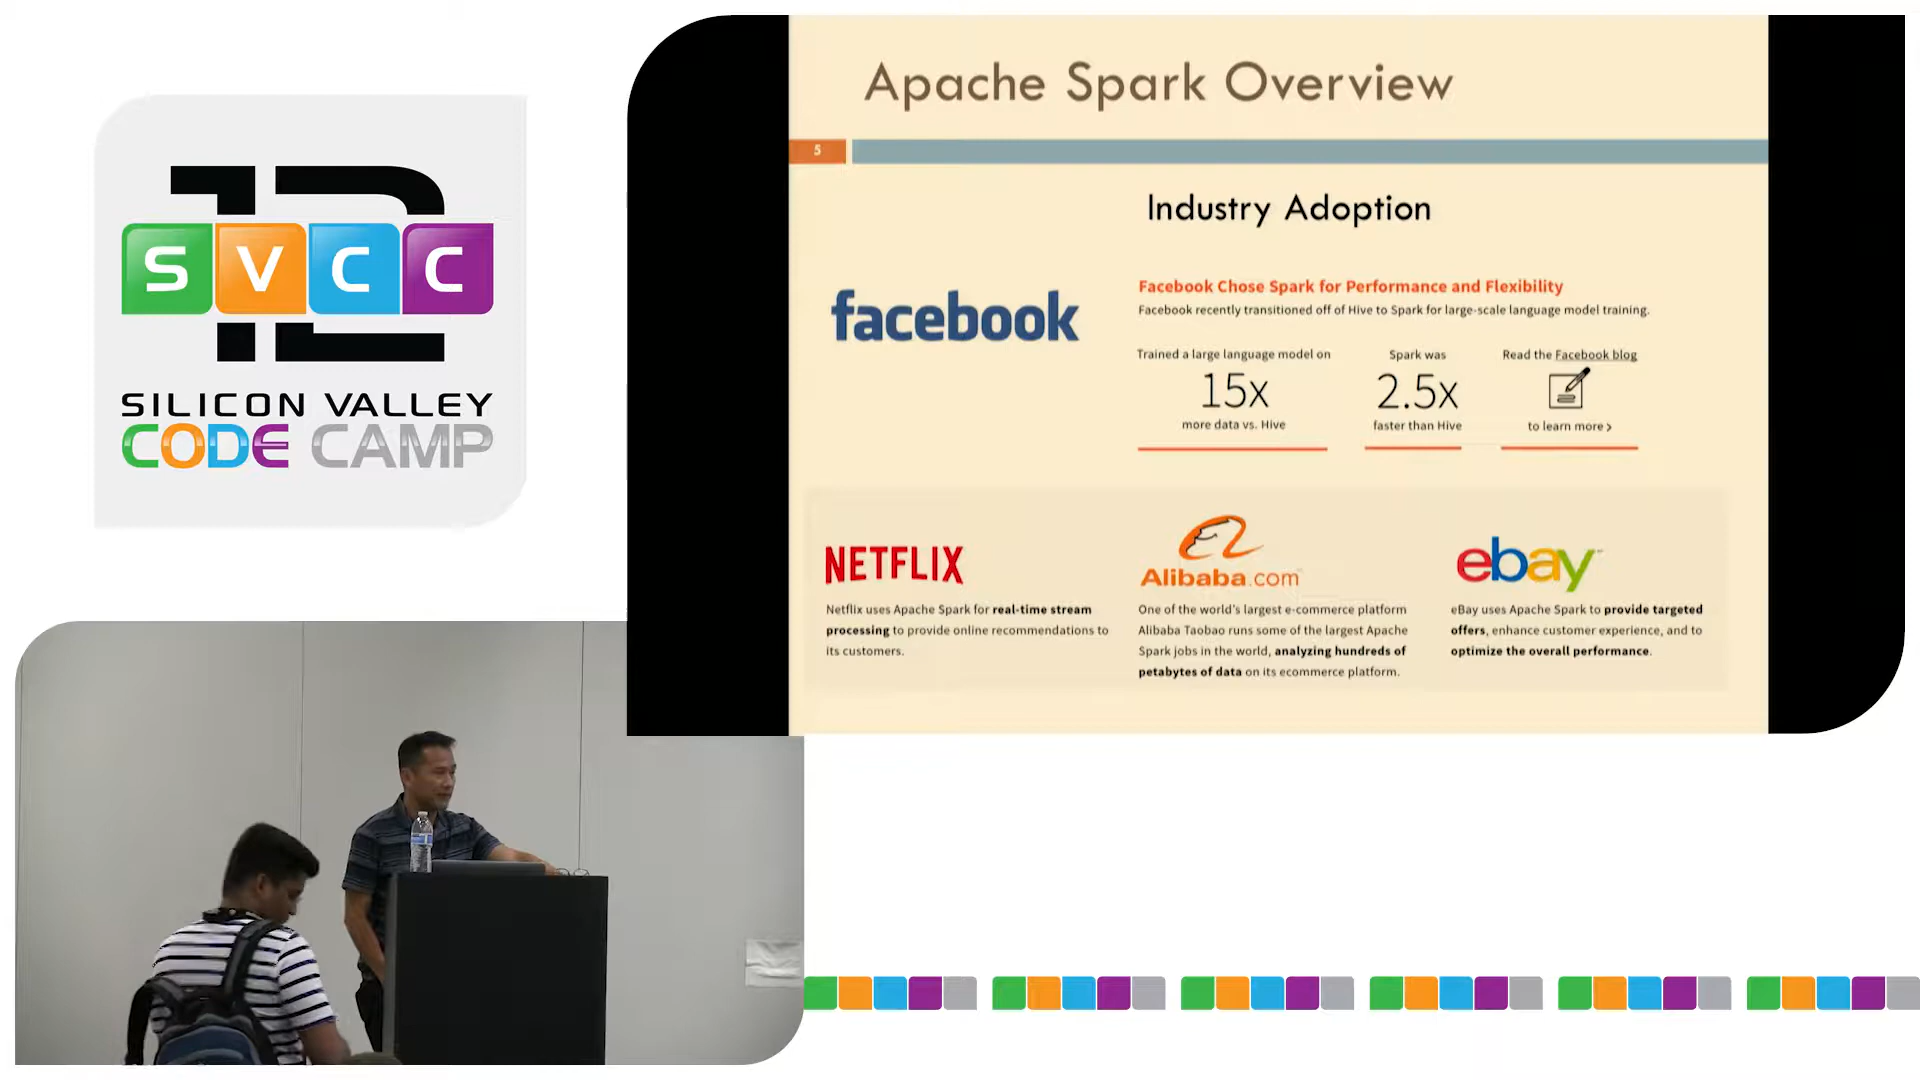 12
SVCC
SILICON VALLEY
CODE CAMP
Apache Spark Overview
5
Industry Adoption
facebook
Facebook Chose Spark for Performance and Flexibility
Facebook recently transitioned off of Hive to Spark for large-scale language model training.
Trained a large language model on
15x
more data vs. Hive
Spark was
2.5x
faster than Hive
Read the Facebook blog
to learn more >
NETFLIX
Netflix uses Apache Spark for real-time stream
processing to provide online recommendations to
its customers.
Alibaba.com
One of the world's largest e-commerce platform
Alibaba Taobao runs some of the largest Apache
Spark jobs in the world, analyzing hundreds of
petabytes of data on its ecommerce platform.
ebay
eBay uses Apache Spark to provide targeted
offers, enhance customer experience, and to
optimize the overall performance.